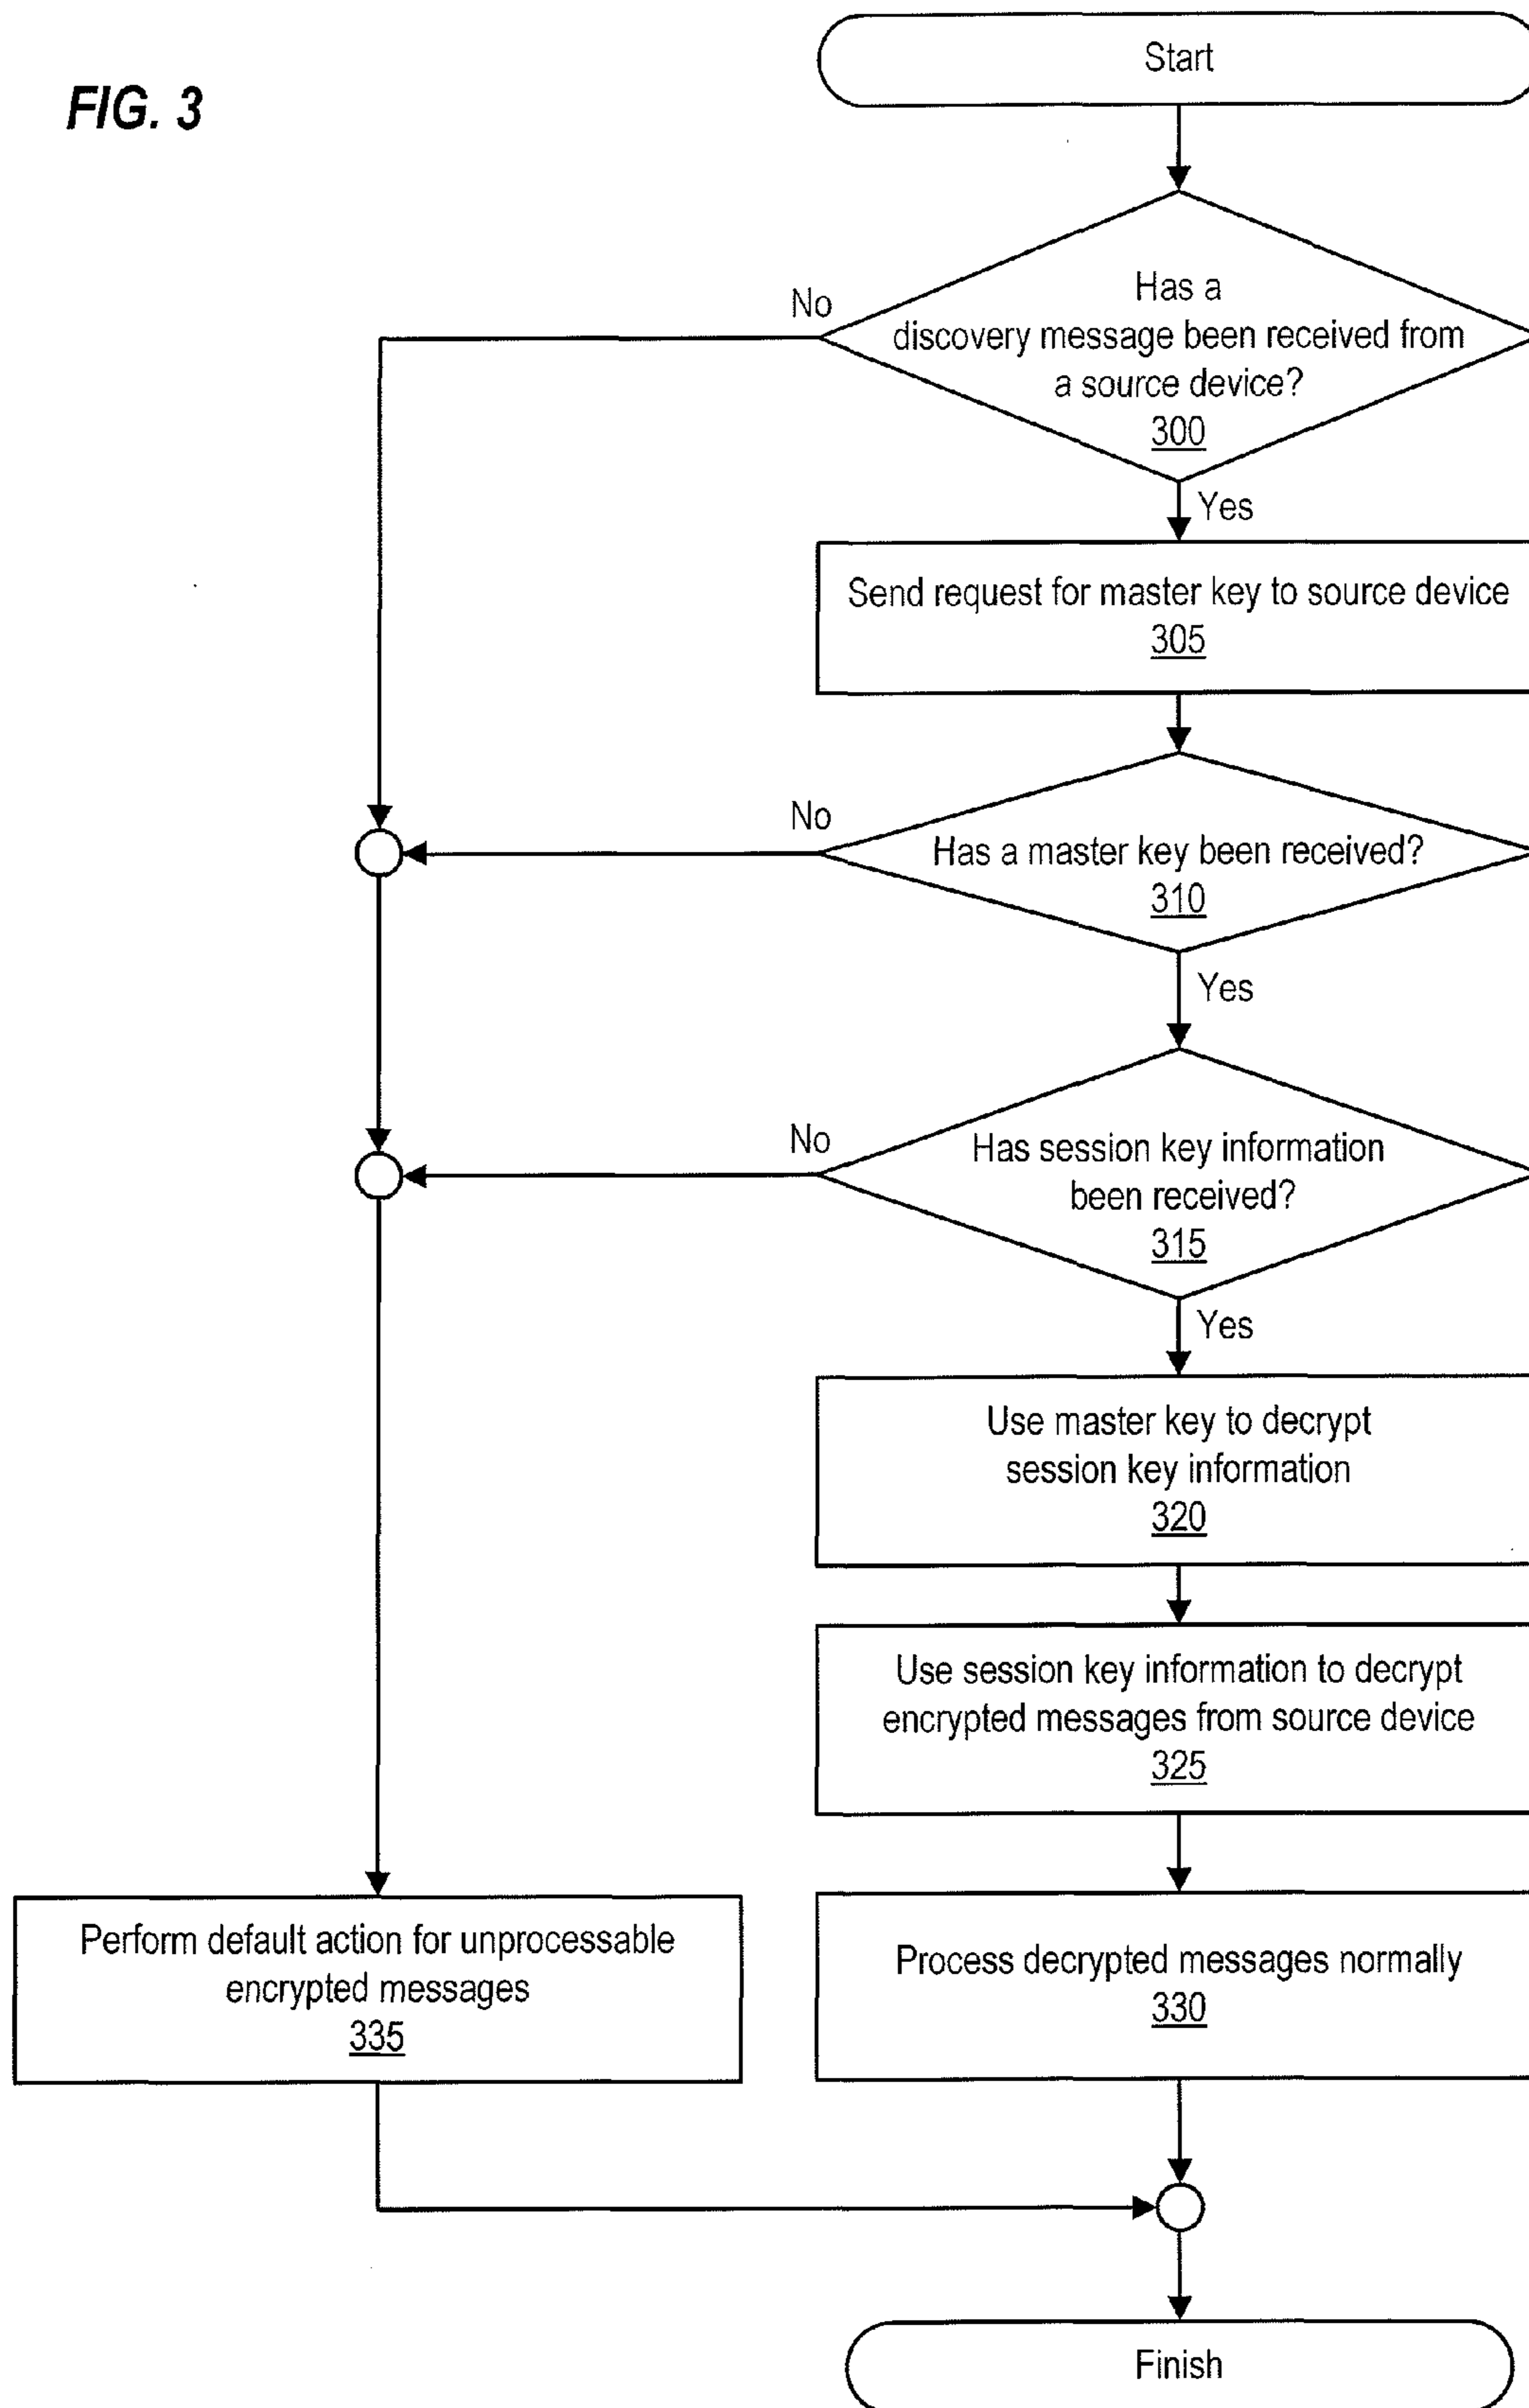 FIG. 3
Start
No
Has a
discovery message been received from
a source device?
300
Yes
Send request for master key to source device
305
No
Has a master key been received?
310
Yes
No
Has session key information
been received?
315
Yes
Use master key to decrypt
session key information
320
Use session key information to decrypt
encrypted messages from source device
325
Perform default action for unprocessable
encrypted messages
335
Process decrypted messages normally
330
Finish